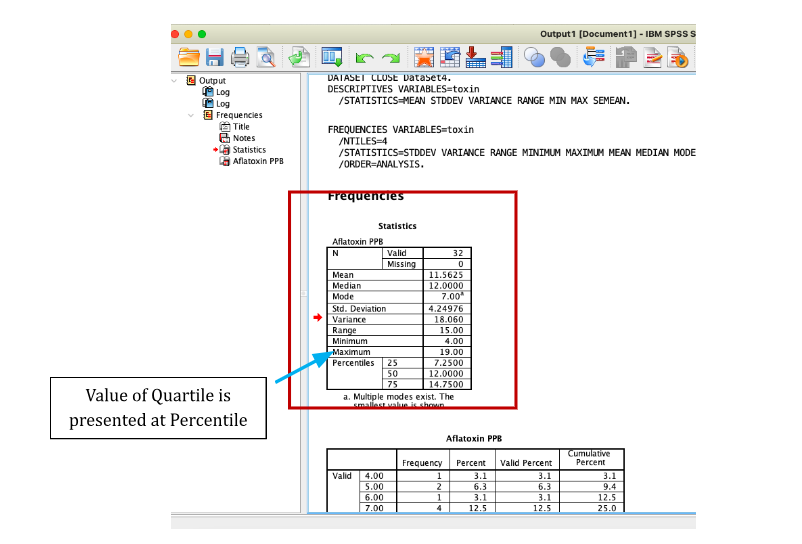 Output1 [Document1] - IBM SPSS S
Output
Log
Log
Frequencies
Title
Notes
Statistics
Aflatoxin PPB
DATASET CLOSE DataSet4.
DESCRIPTIVES VARIABLES=toxin
/STATISTICS=MEAN STDDEV VARIANCE RANGE MIN MAX SEMEAN.
FREQUENCIES VARIABLES=toxin
/NTILES=4
/STATISTICS=STDDEV VARIANCE RANGE MINIMUM MAXIMUM MEAN MEDIAN MODE
/ORDER=ANALYSIS.
Frequencies
Statistics
Aflatoxin PPB
N Valid 32
Missing 0
Mean 11.5625
Median 12.0000
Mode 7.00a
Std. Deviation 4.24976
Variance 18.060
Range 15.00
Minimum 4.00
Maximum 19.00
Percentiles 25 7.2500
50 12.0000
75 14.7500
a. Multiple modes exist. The
smallest value is shown
Value of Quartile is
presented at Percentile
Aflatoxin PPB
Frequency Percent Valid Percent Cumulative Percent
Valid 4.00 1 3.1 3.1 3.1
5.00 2 6.3 6.3 9.4
6.00 1 3.1 3.1 12.5
7.00 4 12.5 12.5 25.0